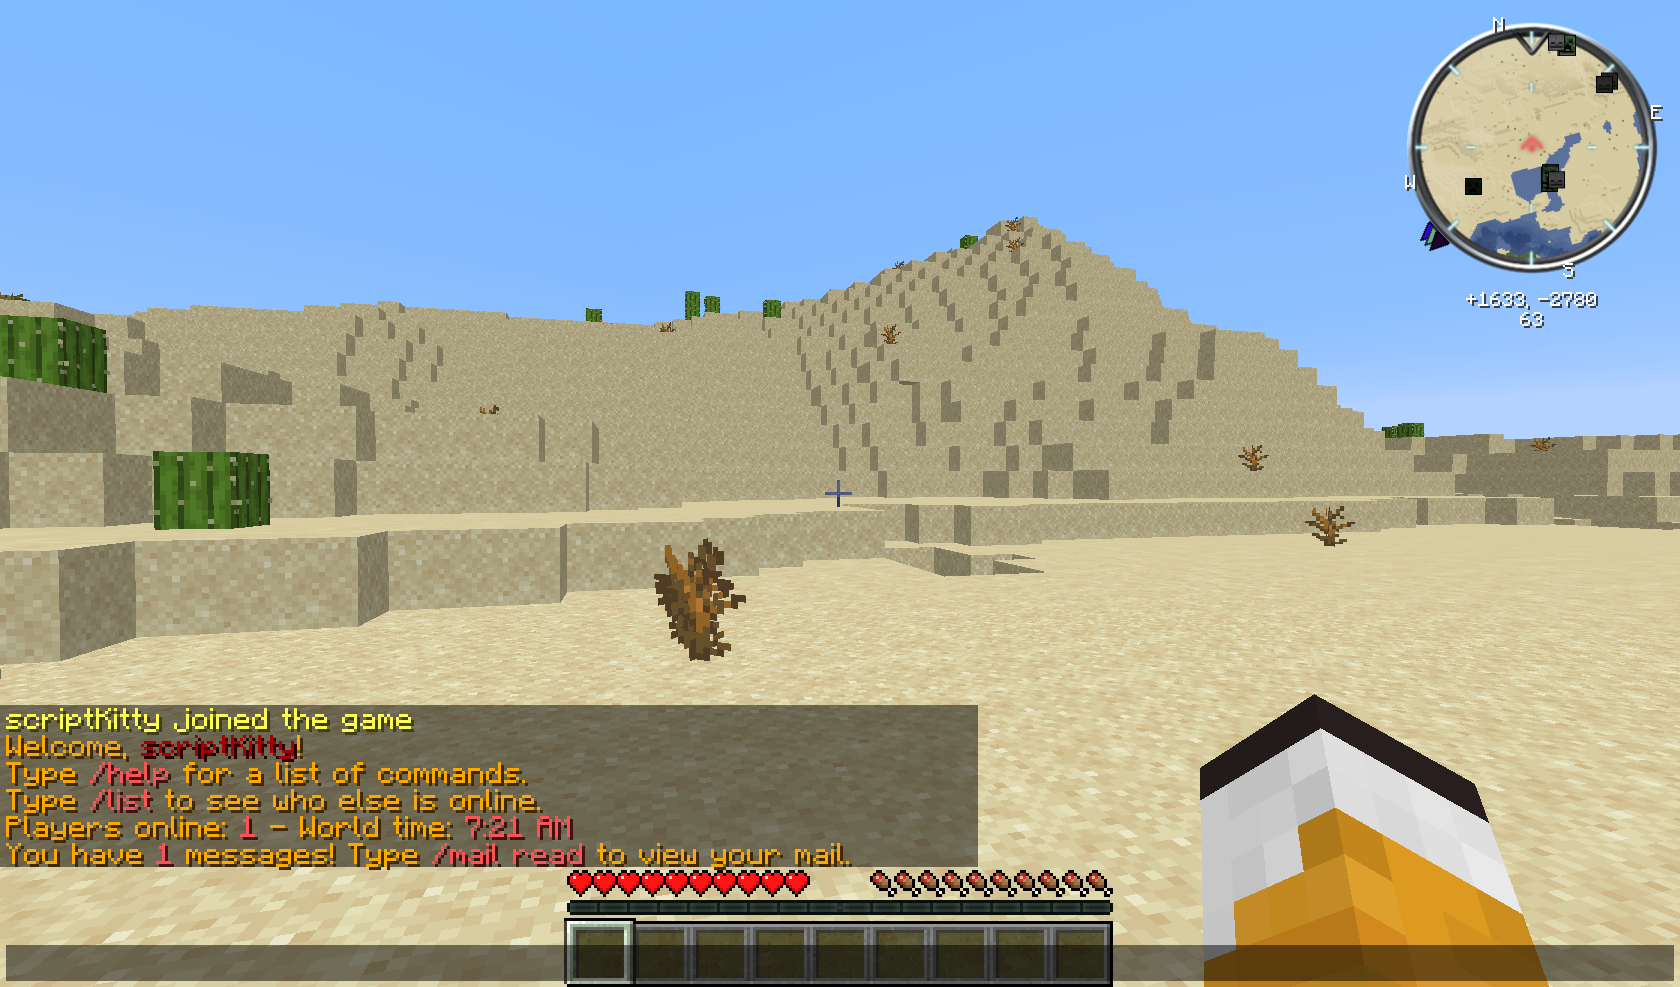 N
E
W
S
+1633, -2780
63
scriptKitty joined the game
Welcome, scriptKitty!
Type /help for a list of commands.
Type /list to see who else is online.
Players online: 1 - World time: 7:21 AM
You have 1 messages! Type /mail read to view your mail.